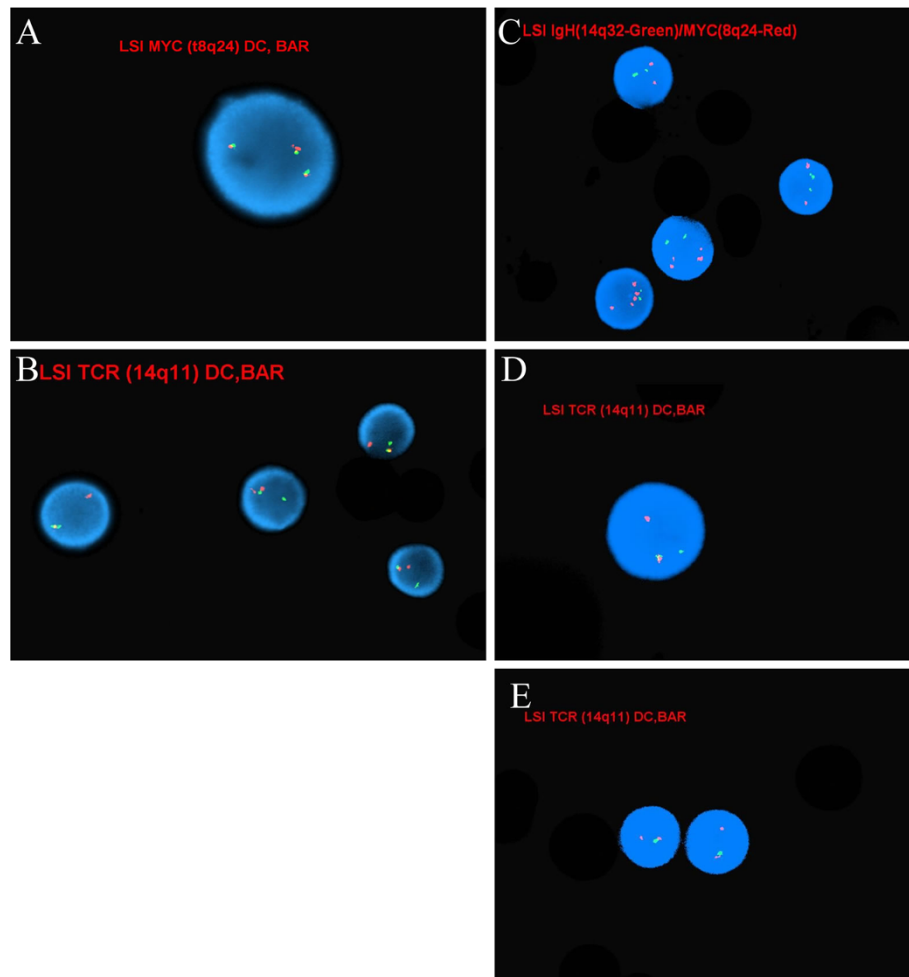 A
LSI MYC (t8q24) DC, BAR
C
LSI IgH(14q32-Green)/MYC(8q24-Red)
B
LSI TCR (14q11) DC,BAR
D
LSI TCR (14q11) DC,BAR
E
LSI TCR (14q11) DC,BAR